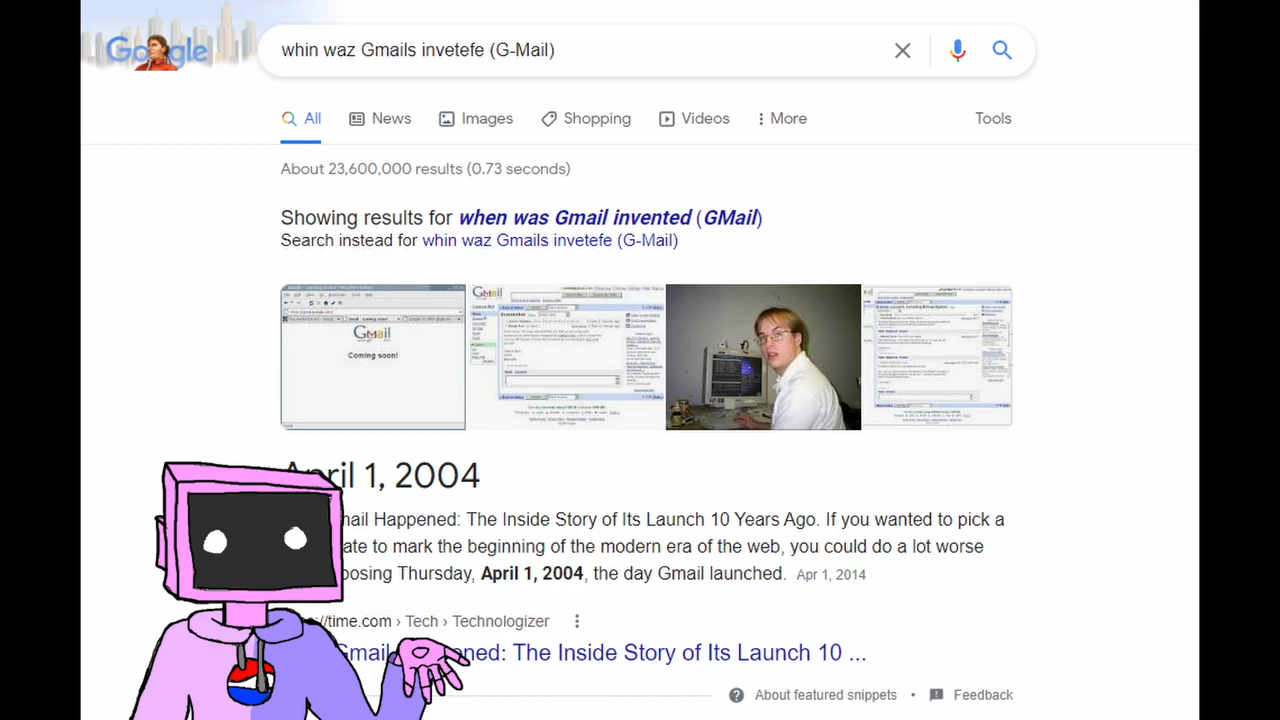 Google
whin waz Gmails invetefe (G-Mail)
All News Images Shopping Videos More Tools
About 23,600,000 results (0.73 seconds)
Showing results for when was Gmail invented (GMail)
Search instead for whin waz Gmails invetefe (G-Mail)
Gmail
Coming soon!
GMail
April 1, 2004
mail Happened: The Inside Story of Its Launch 10 Years Ago. If you wanted to pick a
ate to mark the beginning of the modern era of the web, you could do a lot worse
oosing Thursday, April 1, 2004, the day Gmail launched. Apr 1, 2014
//time.com › Tech › Technologizer
Gmail ened: The Inside Story of Its Launch 10 ...
About featured snippets • Feedback